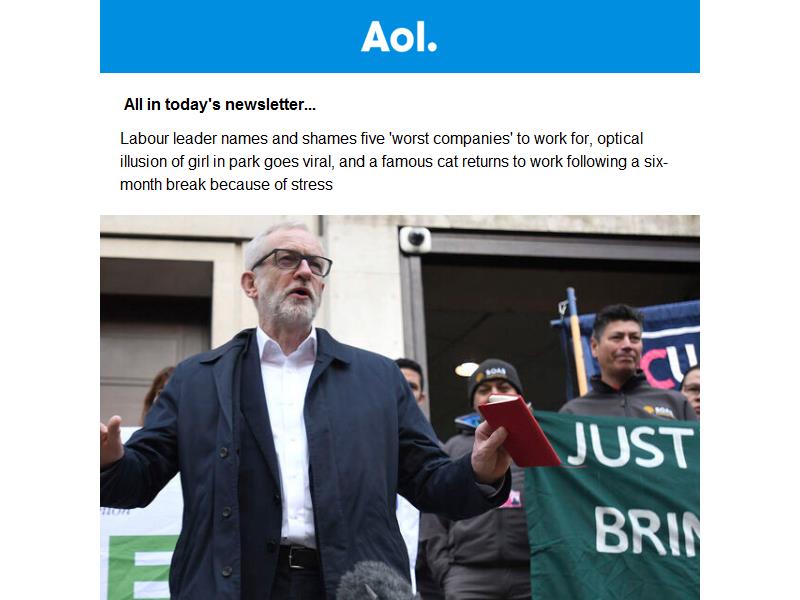 Aol.
All in today's newsletter...
Labour leader names and shames five 'worst companies' to work for, optical
illusion of girl in park goes viral, and a famous cat returns to work following a six-
month break because of stress
CU
SOAS
JUST
BRIN
E